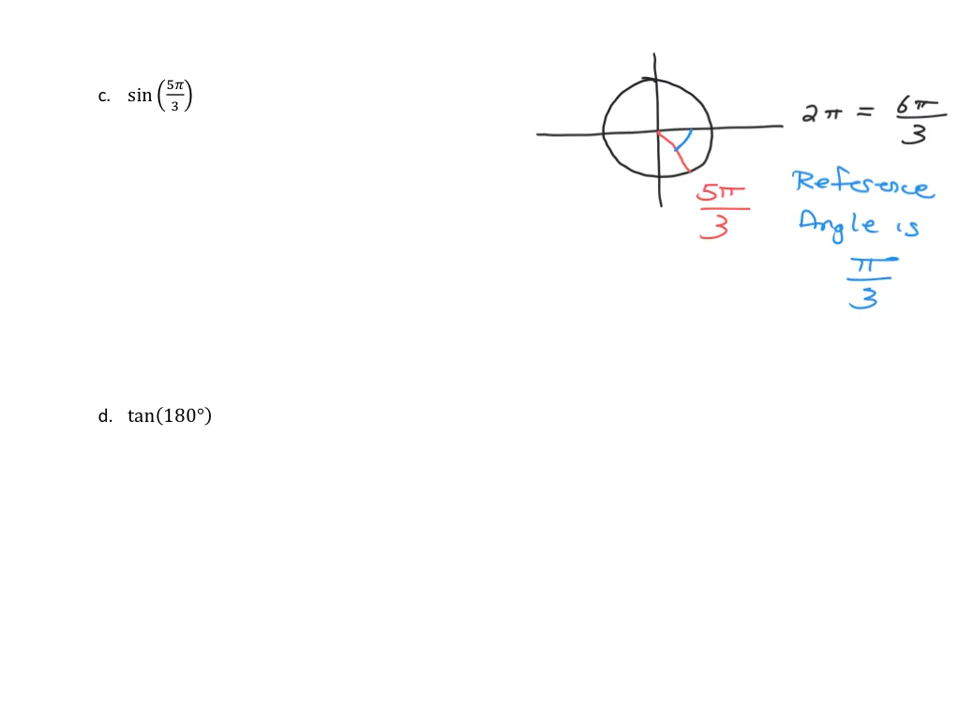 c. sin(5π/3)
2π = 6π/3
5π/3
Reference
Angle is
π/3
d. tan(180°)